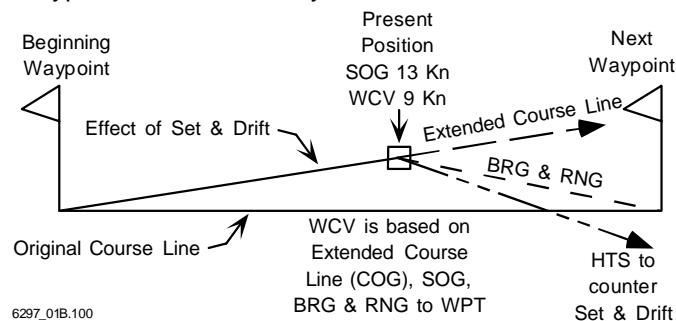 Present
Position
SOG 13 Kn
WCV 9 Kn
Beginning
Waypoint
Next
Waypoint
Effect of Set & Drift
Extended Course Line
BRG & RNG
Original Course Line
WCV is based on
Extended Course
Line (COG), SOG,
BRG & RNG to WPT
HTS to
counter
Set & Drift
6297_01B.100